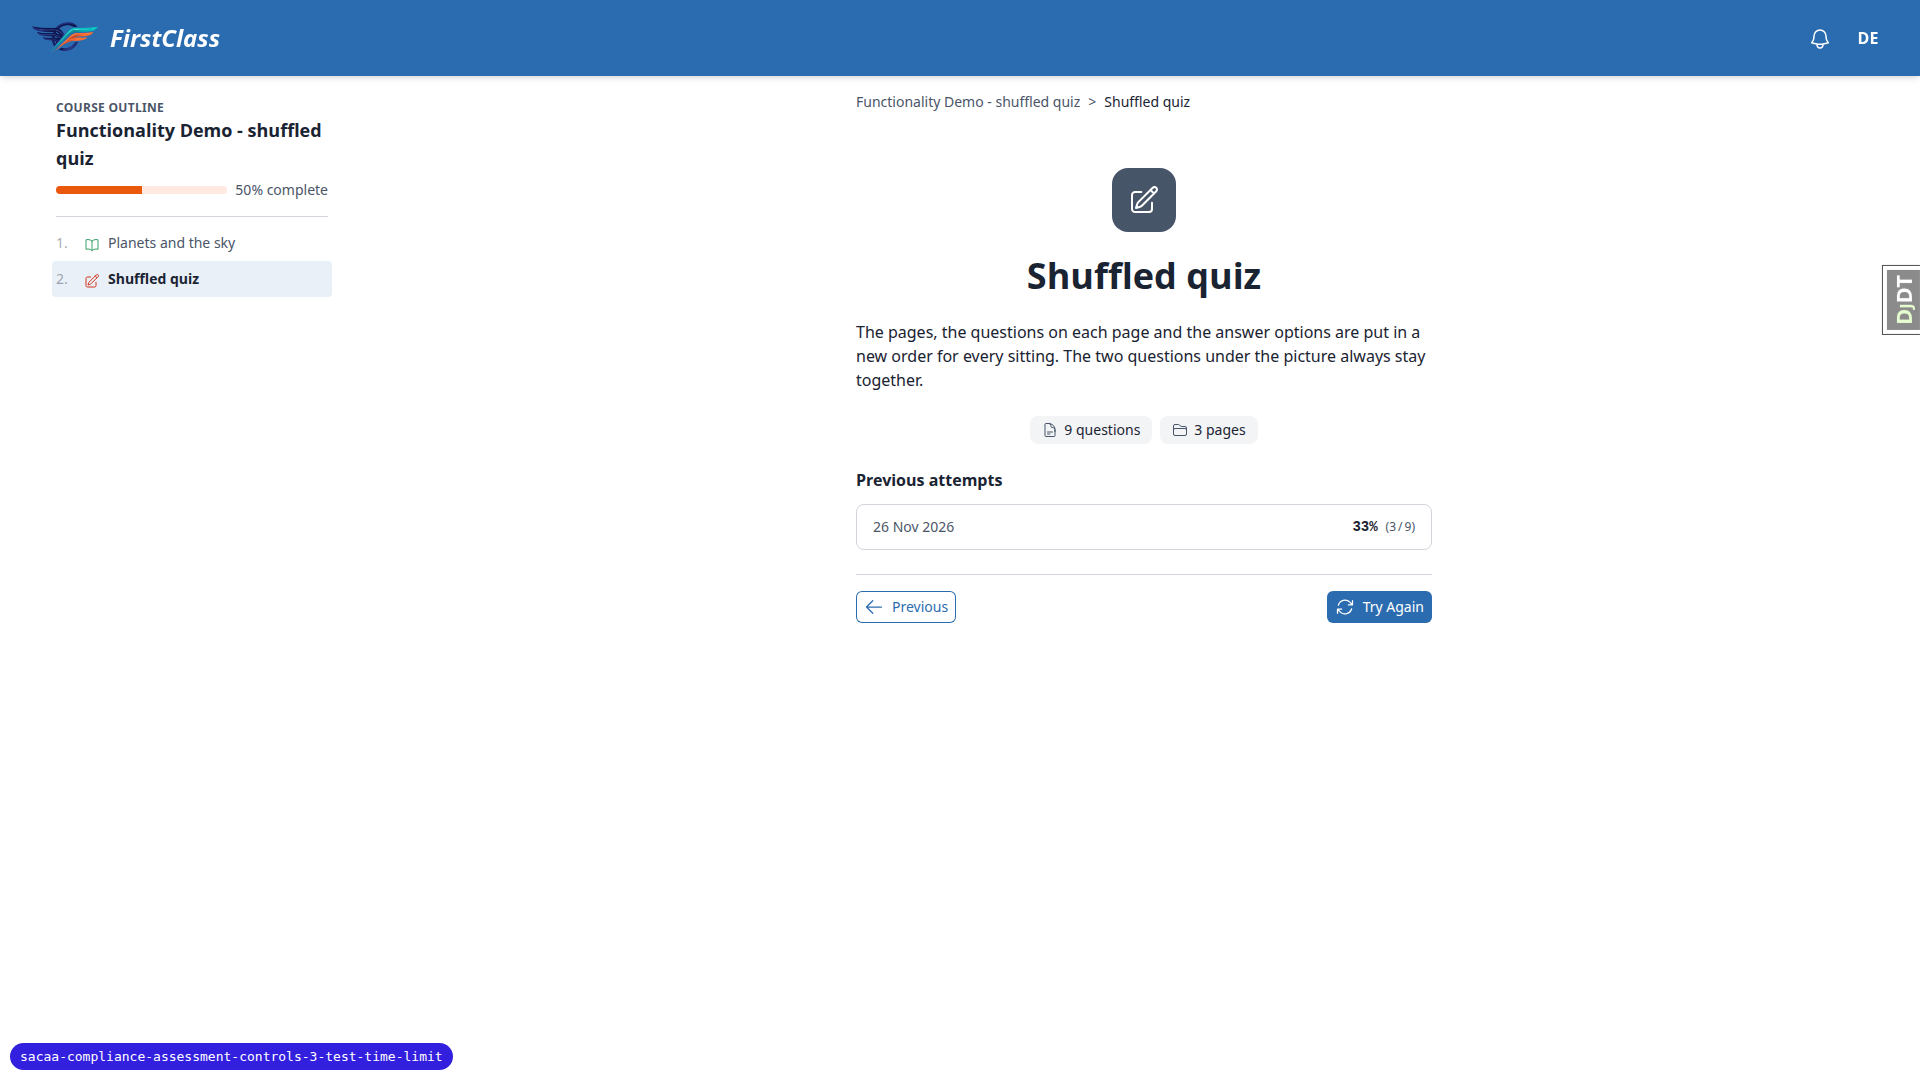 FirstClass
DE
COURSE OUTLINE
Functionality Demo - shuffled
quiz
50% complete
1. Planets and the sky
2. Shuffled quiz
Functionality Demo - shuffled quiz > Shuffled quiz
Shuffled quiz
The pages, the questions on each page and the answer options are put in a
new order for every sitting. The two questions under the picture always stay
together.
9 questions
3 pages
Previous attempts
26 Nov 2026
33% (3/9)
Previous
Try Again
DJDT
sacaa-compliance-assessment-controls-3-test-time-limit